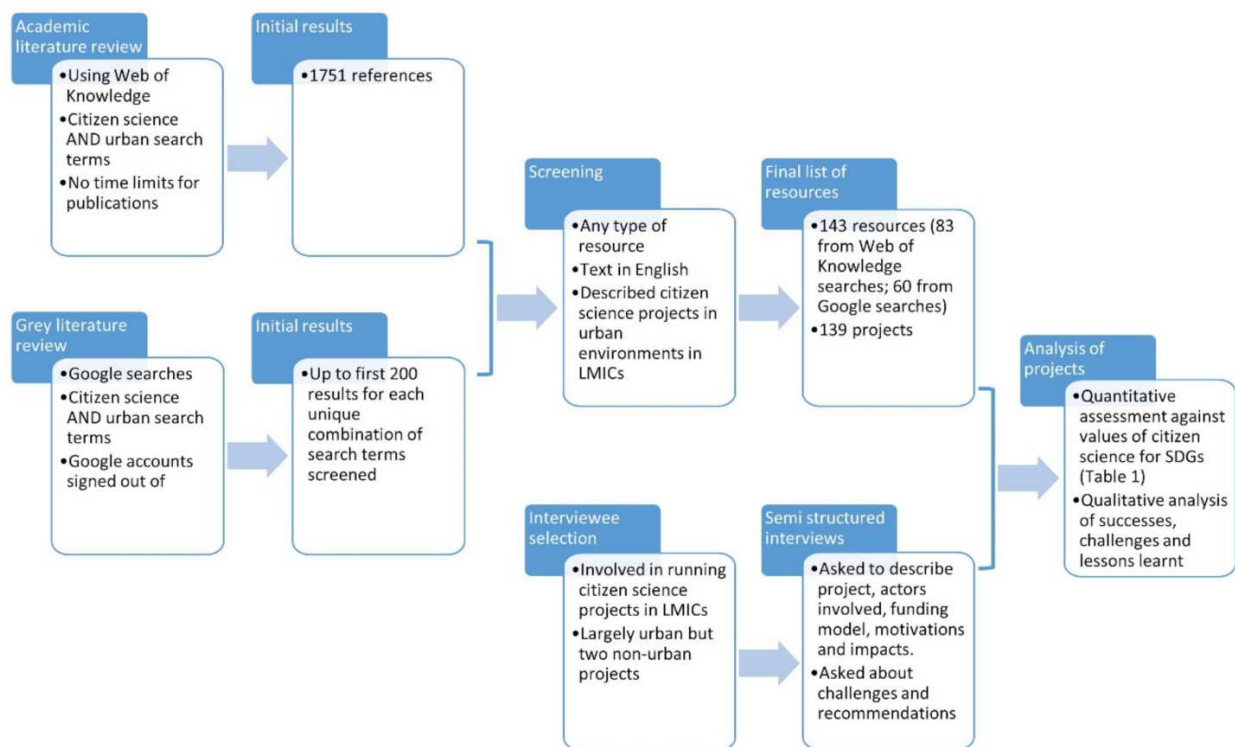 Academic
literature review
•Using Web of
Knowledge
•Citizen science
AND urban search
terms
•No time limits for
publications
Initial results
•1751 references
Grey literature
review
•Google searches
•Citizen science
AND urban search
terms
•Google accounts
signed out of
Initial results
•Up to first 200
results for each
unique
combination of
search terms
screened
Screening
•Any type of
resource
•Text in English
•Described citizen
science projects in
urban
environments in
LMICs
Final list of
resources
•143 resources (83
from Web of
Knowledge
searches; 60 from
Google searches)
•139 projects
Interviewee
selection
•Involved in running
citizen science
projects in LMICs
•Largely urban but
two non-urban
projects
Semi structured
interviews
•Asked to describe
project, actors
involved, funding
model, motivations
and impacts.
•Asked about
challenges and
recommendations
Analysis of
projects
•Quantitative
assessment against
values of citizen
science for SDGs
(Table 1)
•Qualitative analysis
of successes,
challenges and
lessons learnt